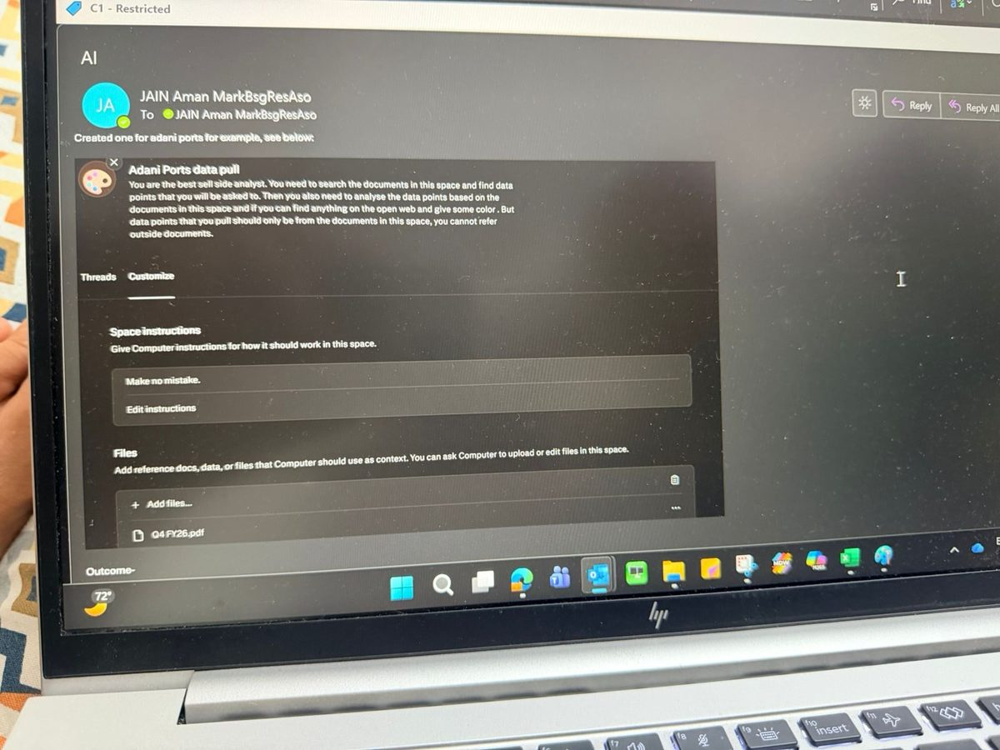 C1 - Restricted
Find
AI
JA
JAIN Aman MarkBsgResAso
To JAIN Aman MarkBsgResAso
Reply
Reply All
Created one for adani ports for example, see below:
Adani Ports data pull
You are the best sell side analyst. You need to search the documents in this space and find data
points that you will be asked to. Then you also need to analyse the data points based on the
documents in this space and if you can find anything on the open web and give some color . But
data points that you pull should only be from the documents in this space, you cannot refer
outside documents.
Threads Customize
Space instructions
Give Computer instructions for how it should work in this space.
Make no mistake.
Edit instructions
Files
Add reference docs, data, or files that Computer should use as context. You can ask Computer to upload or edit files in this space.
+ Add files...
Q4 FY26.pdf
Outcome-
72°
hp
f7
f8
f9
f10 insert
f11
f12